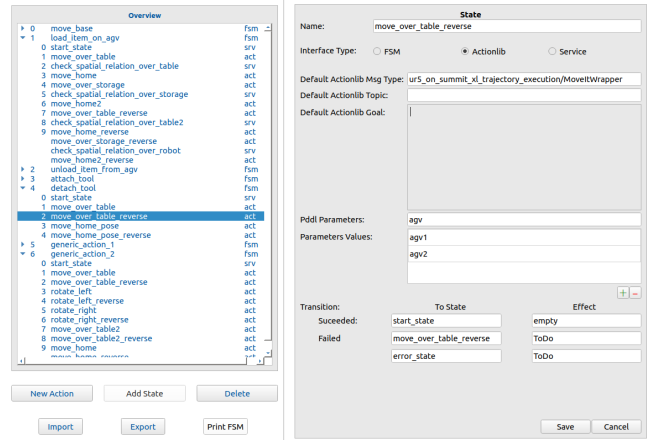 Overview
0 move_base fsm
1 load_item_on_agv fsm
0 start_state srv
1 move_over_table act
2 check_spatial_relation_over_table srv
3 move_home act
4 move_over_storage act
5 check_spatial_relation_over_storage srv
6 move_home2 act
7 move_over_table_reverse act
8 check_spatial_relation_over_table2 srv
9 move_home_reverse act
move_over_storage_reverse act
check_spatial_relation_over_robot srv
move_home2_reverse act
2 unload_item_from_agv fsm
3 attach_tool fsm
4 detach_tool fsm
0 start_state srv
1 move_over_table act
2 move_over_table_reverse act
3 move_home_pose act
4 move_home_pose_reverse act
5 generic_action_1 fsm
6 generic_action_2 fsm
0 start_state srv
1 move_over_table act
2 move_over_table_reverse act
3 rotate_left act
4 rotate_left_reverse act
5 rotate_right act
6 rotate_right_reverse act
7 move_over_table2 act
8 move_over_table2_reverse act
9 move_home act
move_home_reverse act
New Action Add State Delete
Import Export Print FSM
State
Name: move_over_table_reverse
Interface Type: FSM Actionlib Service
Default Actionlib Msg Type: ur5_on_summit_xl_trajectory_execution/MoveItWrapper
Default Actionlib Topic:
Default Actionlib Goal:
Pddl Parameters: agv
Parameters Values: agv1
agv2
+ −
Transition: To State Effect
Suceeded: start_state empty
Failed move_over_table_reverse ToDo
error_state ToDo
Save Cancel